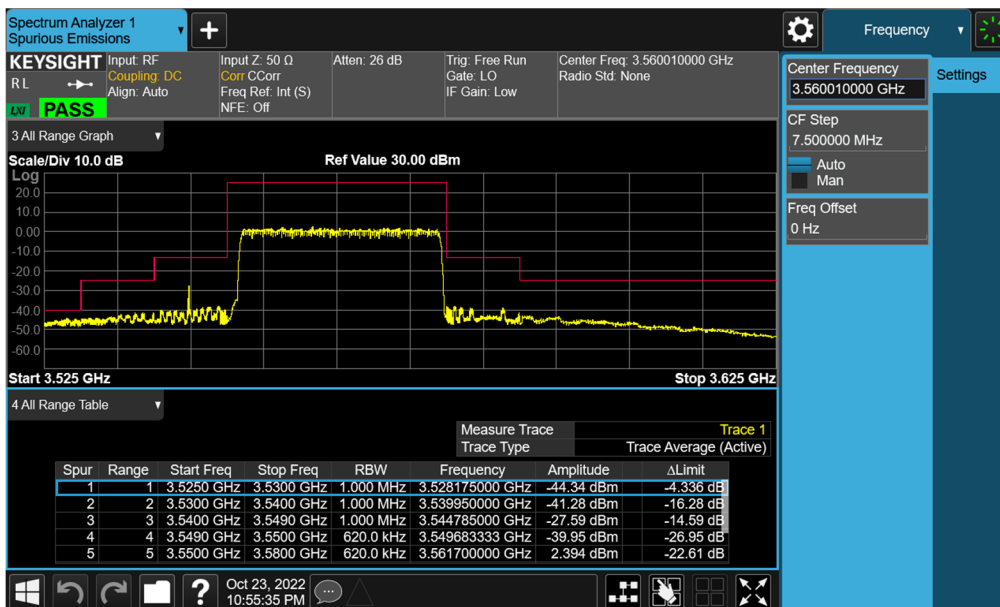 Spectrum Analyzer 1
Spurious Emissions
Frequency
KEYSIGHT
R L
LXI
PASS
Input: RF
Coupling: DC
Align: Auto
Input Z: 50 Ω
Corr CCorr
Freq Ref: Int (S)
NFE: Off
Atten: 26 dB
Trig: Free Run
Gate: LO
IF Gain: Low
Center Freq: 3.560010000 GHz
Radio Std: None
Center Frequency
3.560010000 GHz
Settings
CF Step
7.500000 MHz
Auto
Man
Freq Offset
0 Hz
3 All Range Graph
Scale/Div 10.0 dB
Ref Value 30.00 dBm
Log
20.0
10.0
0.00
-10.0
-20.0
-30.0
-40.0
-50.0
-60.0
Start 3.525 GHz
Stop 3.625 GHz
4 All Range Table
Measure Trace Trace 1
Trace Type Trace Average (Active)
Spur Range Start Freq Stop Freq RBW Frequency Amplitude ΔLimit
1 1 3.5250 GHz 3.5300 GHz 1.000 MHz 3.528175000 GHz -44.34 dBm -4.336 dB
2 2 3.5300 GHz 3.5400 GHz 1.000 MHz 3.539950000 GHz -41.28 dBm -16.28 dB
3 3 3.5400 GHz 3.5490 GHz 1.000 MHz 3.544785000 GHz -27.59 dBm -14.59 dB
4 4 3.5490 GHz 3.5500 GHz 620.0 kHz 3.549683333 GHz -39.95 dBm -26.95 dB
5 5 3.5500 GHz 3.5800 GHz 620.0 kHz 3.561700000 GHz 2.394 dBm -22.61 dB
?
Oct 23, 2022
10:55:35 PM